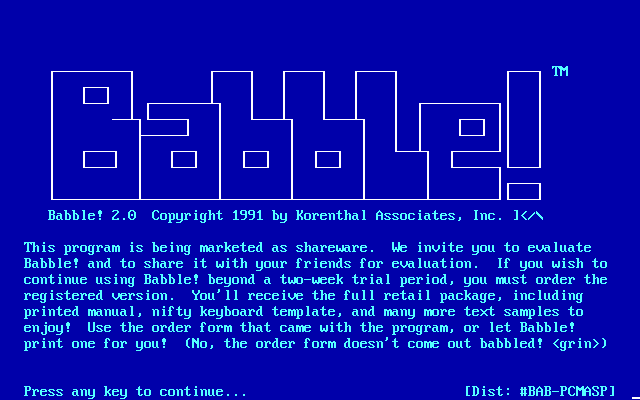 Babble! TM
Babble! 2.0  Copyright 1991 by Korenthal Associates, Inc. ]</\
This program is being marketed as shareware.  We invite you to evaluate
Babble! and to share it with your friends for evaluation.  If you wish to
continue using Babble! beyond a two-week trial period, you must order the
registered version.  You'll receive the full retail package, including
printed manual, nifty keyboard template, and many more text samples to
enjoy!  Use the order form that came with the program, or let Babble!
print one for you!  (No, the order form doesn't come out babbled! <grin>)
Press any key to continue... [Dist: #BAB-PCMASP]